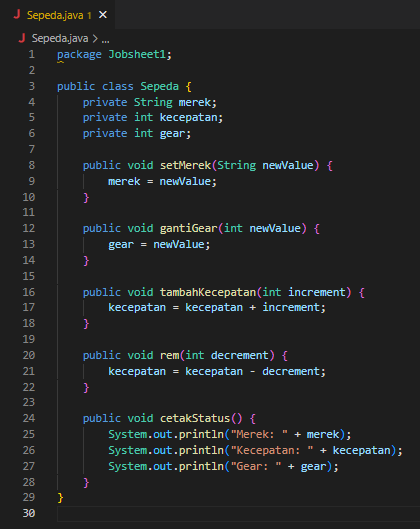 Sepeda.java 1 ×
Sepeda.java > ...
1 package Jobsheet1;
2
3 public class Sepeda {
4     private String merek;
5     private int kecepatan;
6     private int gear;
7
8     public void setMerek(String newValue) {
9         merek = newValue;
10     }
11
12     public void gantiGear(int newValue) {
13         gear = newValue;
14     }
15
16     public void tambahKecepatan(int increment) {
17         kecepatan = kecepatan + increment;
18     }
19
20     public void rem(int decrement) {
21         kecepatan = kecepatan - decrement;
22     }
23
24     public void cetakStatus() {
25         System.out.println("Merek: " + merek);
26         System.out.println("Kecepatan: " + kecepatan);
27         System.out.println("Gear: " + gear);
28     }
29 }
30